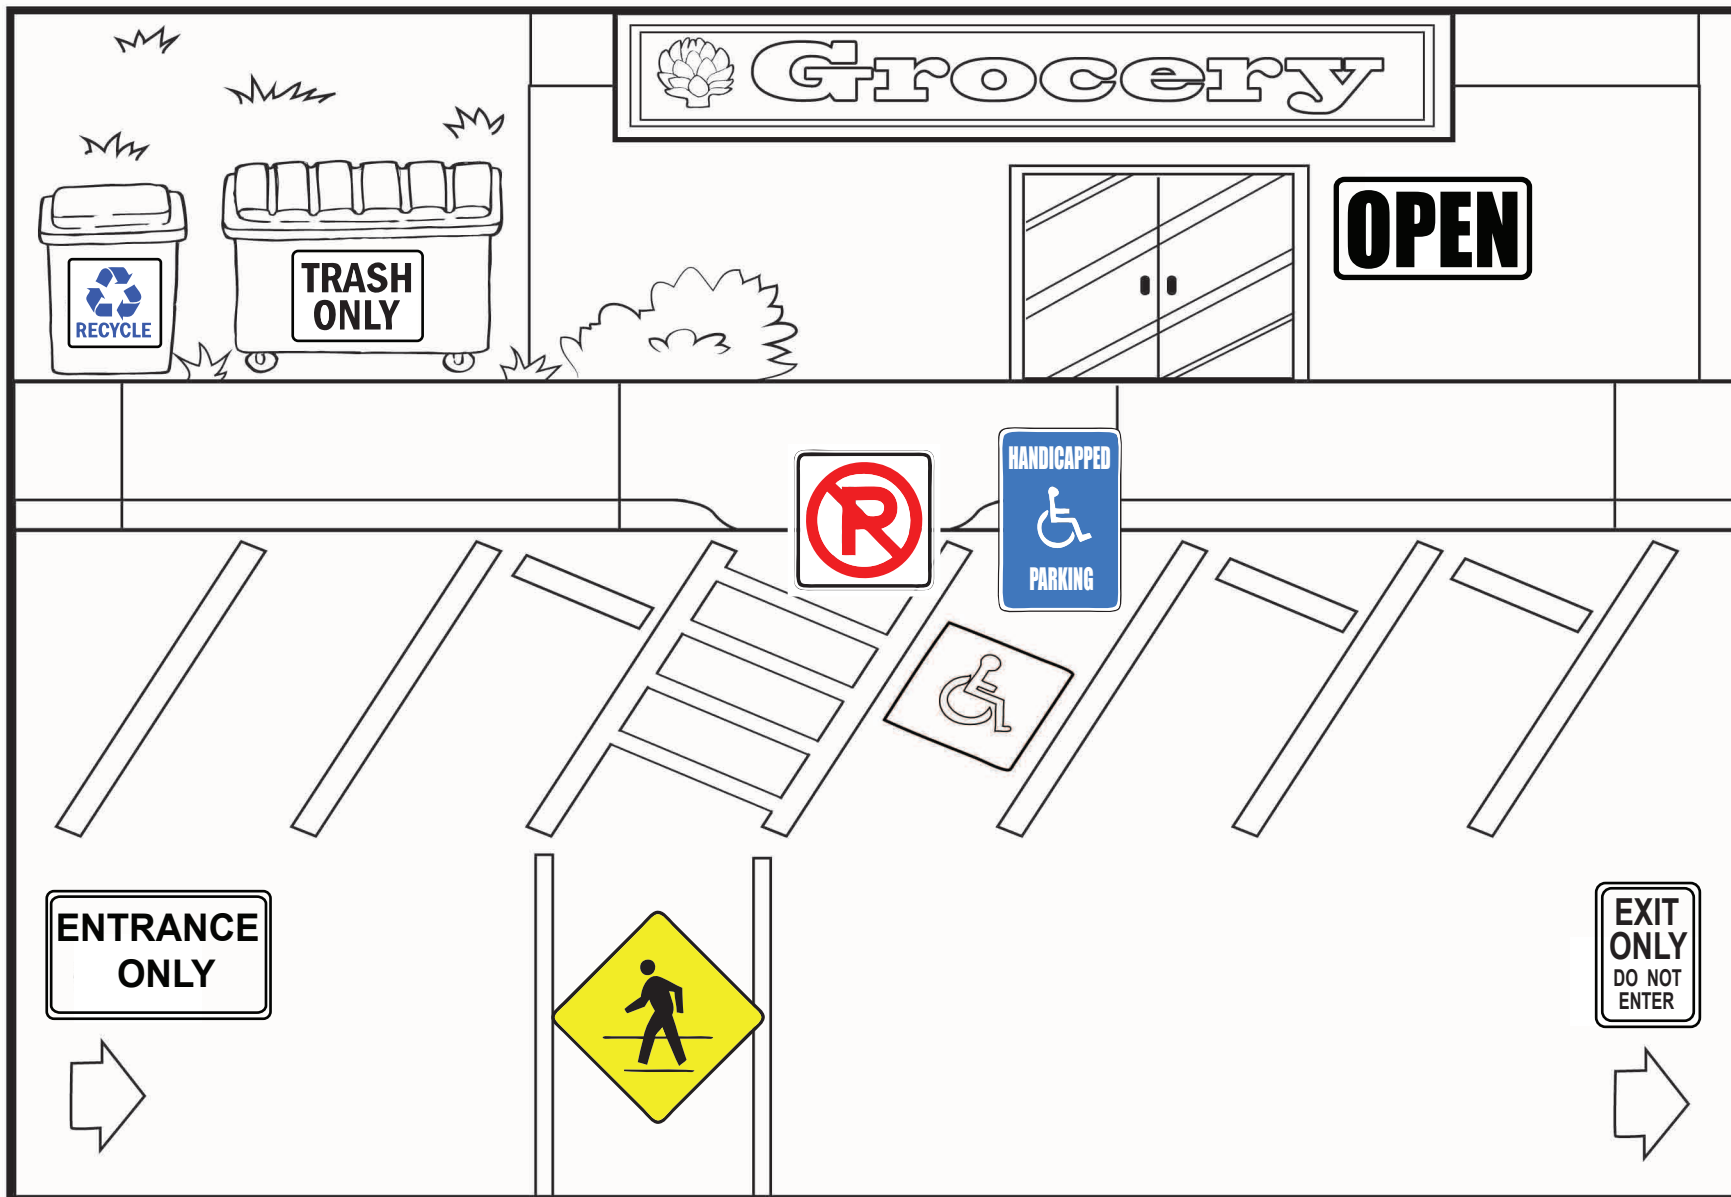 Grocery
OPEN
RECYCLE
TRASH
ONLY
HANDICAPPED
PARKING
R
ENTRANCE
ONLY
EXIT
ONLY
DO NOT
ENTER